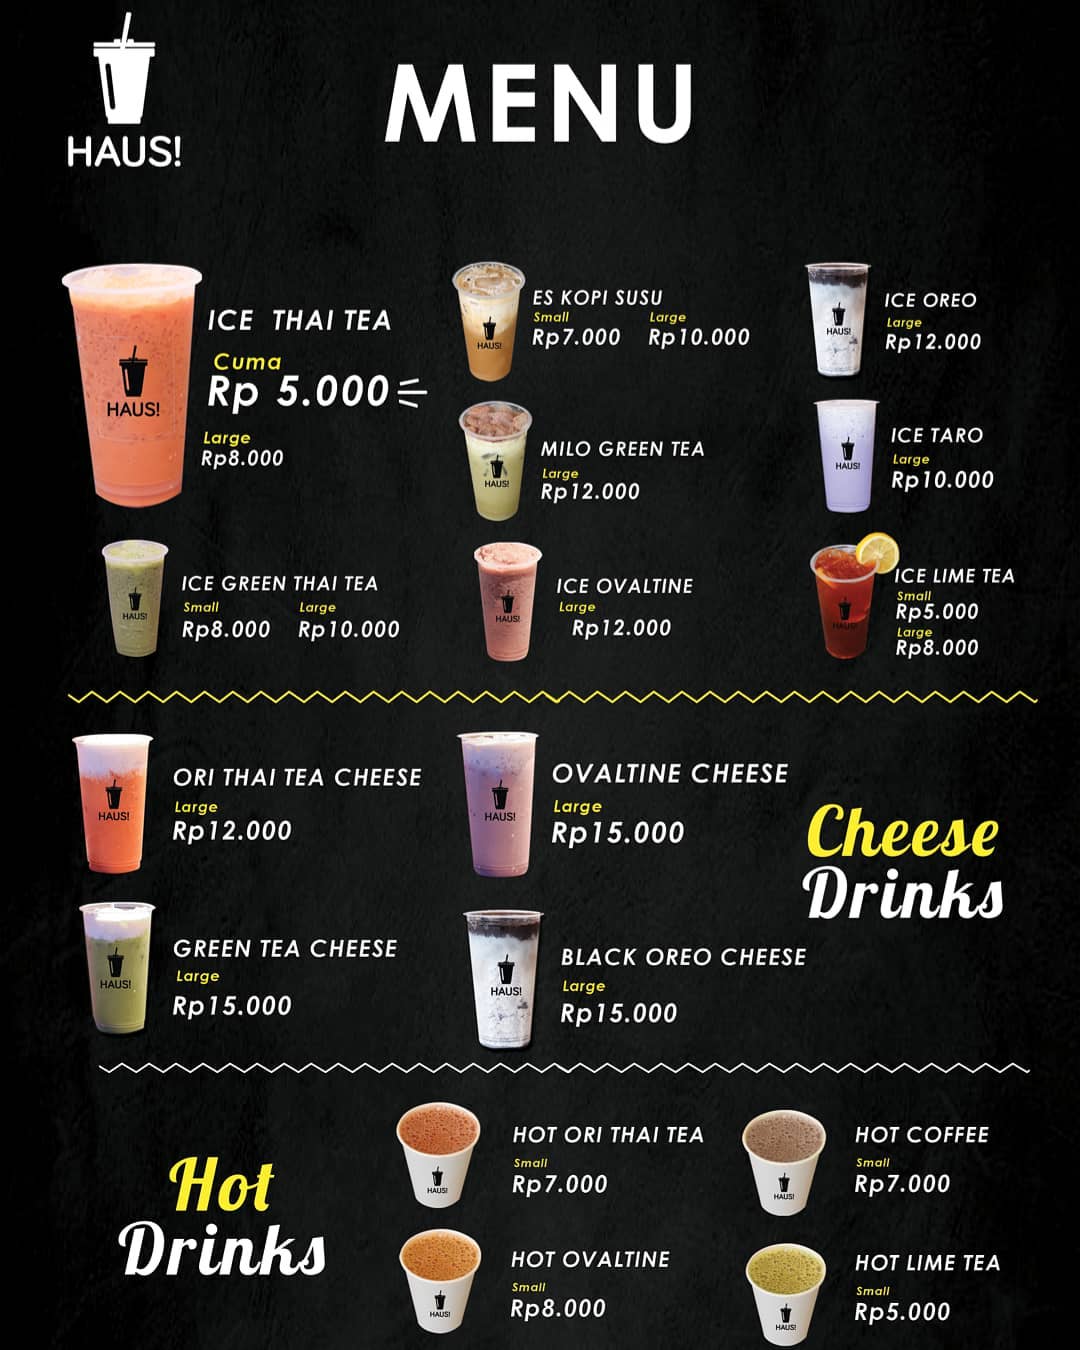 HAUS!
MENU
ICE THAI TEA
Cuma
Rp 5.000
Large
Rp8.000
HAUS!
ES KOPI SUSU
Small Large
Rp7.000 Rp10.000
HAUS!
ICE OREO
Large
Rp12.000
HAUS!
MILO GREEN TEA
Large
Rp12.000
HAUS!
ICE TARO
Large
Rp10.000
HAUS!
ICE GREEN THAI TEA
Small Large
Rp8.000 Rp10.000
HAUS!
ICE OVALTINE
Large
Rp12.000
HAUS!
ICE LIME TEA
Small
Rp5.000
Large
Rp8.000
HAUS!
ORI THAI TEA CHEESE
Large
Rp12.000
HAUS!
OVALTINE CHEESE
Large
Rp15.000
HAUS!
Cheese
Drinks
GREEN TEA CHEESE
Large
Rp15.000
HAUS!
BLACK OREO CHEESE
Large
Rp15.000
HAUS!
Hot
Drinks
HOT ORI THAI TEA
Small
Rp7.000
HAUS!
HOT COFFEE
Small
Rp7.000
HAUS!
HOT OVALTINE
Small
Rp8.000
HAUS!
HOT LIME TEA
Small
Rp5.000
HAUS!